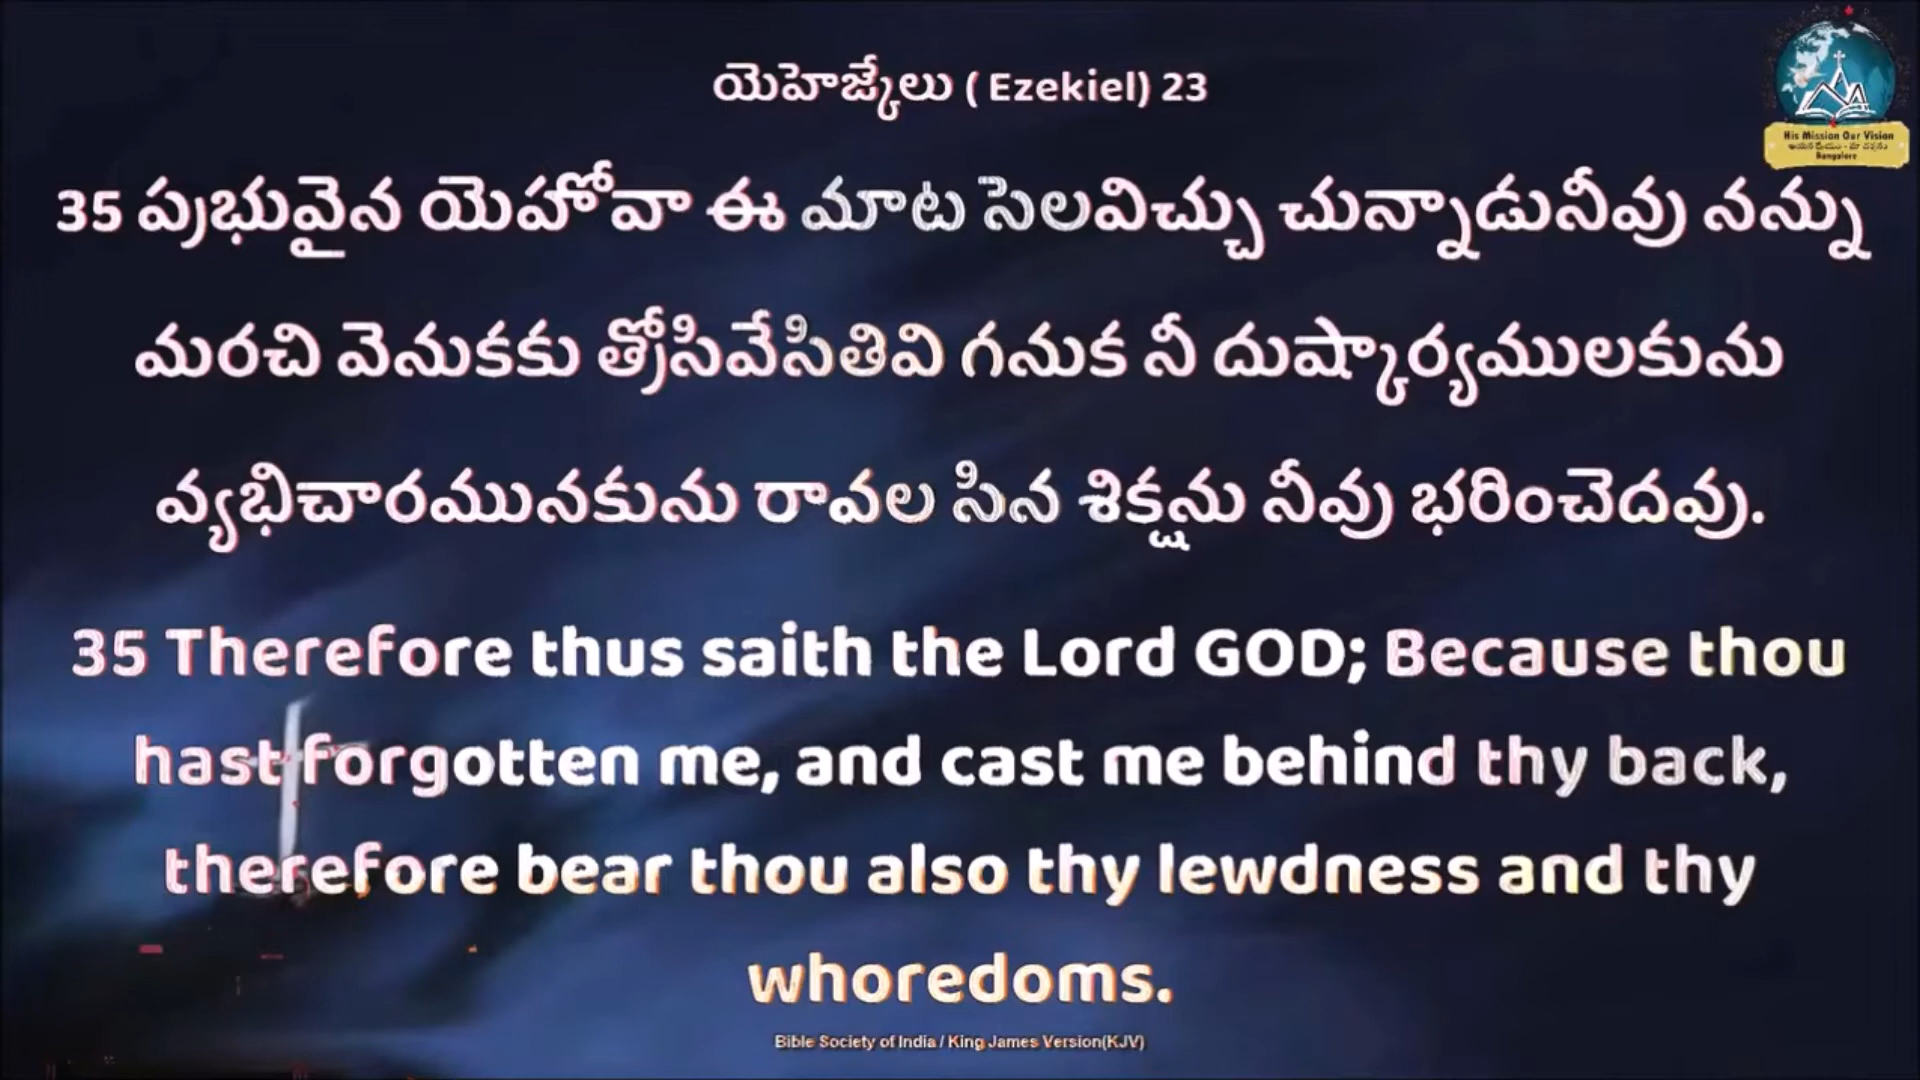 యెహెజ్కేలు ( Ezekiel) 23
His Mission Our Vision
Bangalore
35 ప్రభువైన యెహోవా ఈ మాట సెలవిచ్చు చున్నాడునీవు నన్ను
మరచి వెనుకకు త్రోసివేసితివి గనుక నీ దుష్కార్యములకును
వ్యభిచారమునకును రావల సిన శిక్షను నీవు భరించెదవు.
35 Therefore thus saith the Lord GOD; Because thou
hast forgotten me, and cast me behind thy back,
therefore bear thou also thy lewdness and thy
whoredoms.
Bible Society of India / King James Version(KJV)